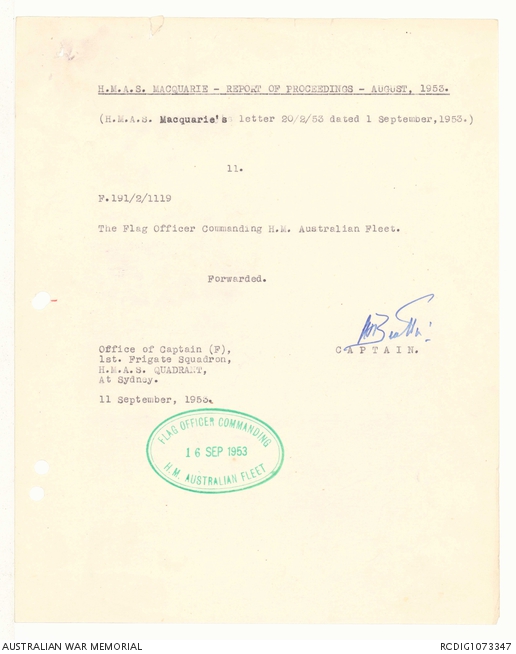 H.M.A.S. MACQUARIE - REPORT OF PROCEEDINGS - AUGUST, 1953.
(H.M.A.S. Macquarie's letter 20/2/53 dated 1 September,1953.)
11.
F.191/2/1119
The Flag Officer Commanding H.M. Australian Fleet.
Forwarded.
Office of Captain (F),
1st. Frigate Squadron,
H.M.A.S. QUADRANT,
At Sydney.
CAPTAIN.
11 September, 1953.
FLAG OFFICER COMMANDING
16 SEP 1953
H.M. AUSTRALIAN FLEET
AUSTRALIAN WAR MEMORIAL
RCDIG1073347